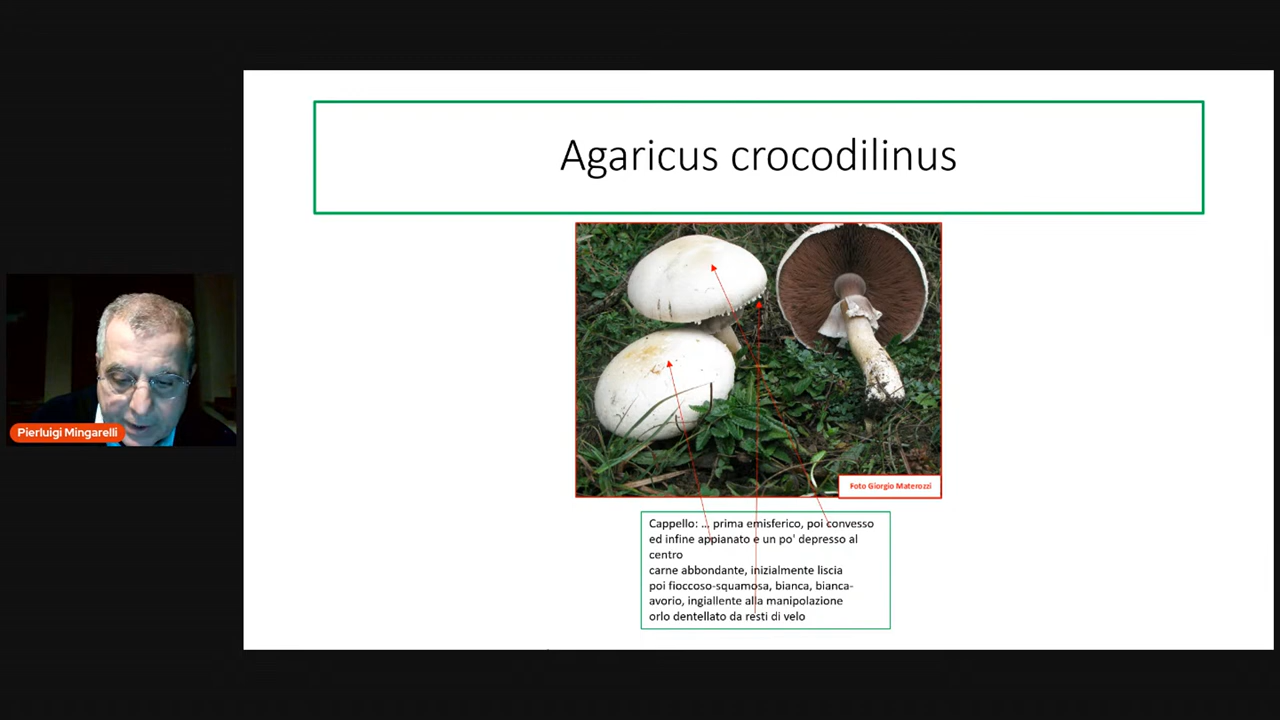 Agaricus crocodilinus
Pierluigi Mingarelli
Foto Giorgio Materozzi
Cappello: ... prima emisferico, poi convesso
ed infine appianato e un po' depresso al
centro
carne abbondante, inizialmente liscia
poi fioccoso-squamosa, bianca, bianca-
avorio, ingiallente alla manipolazione
orlo dentellato da resti di velo